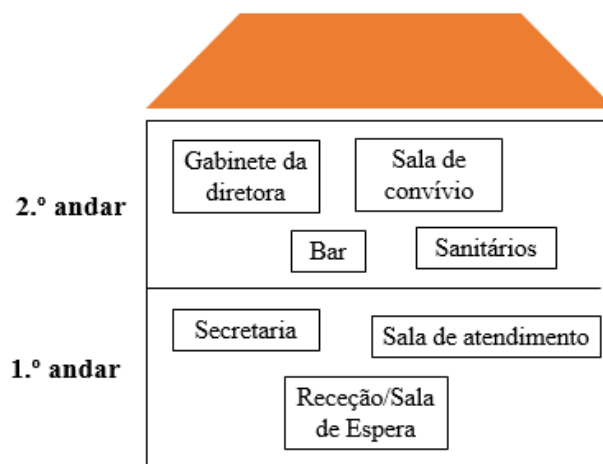 2.º andar
Gabinete da
diretora
Sala de
convívio
Bar
Sanitários
1.º andar
Secretaria
Sala de atendimento
Receção/Sala
de Espera